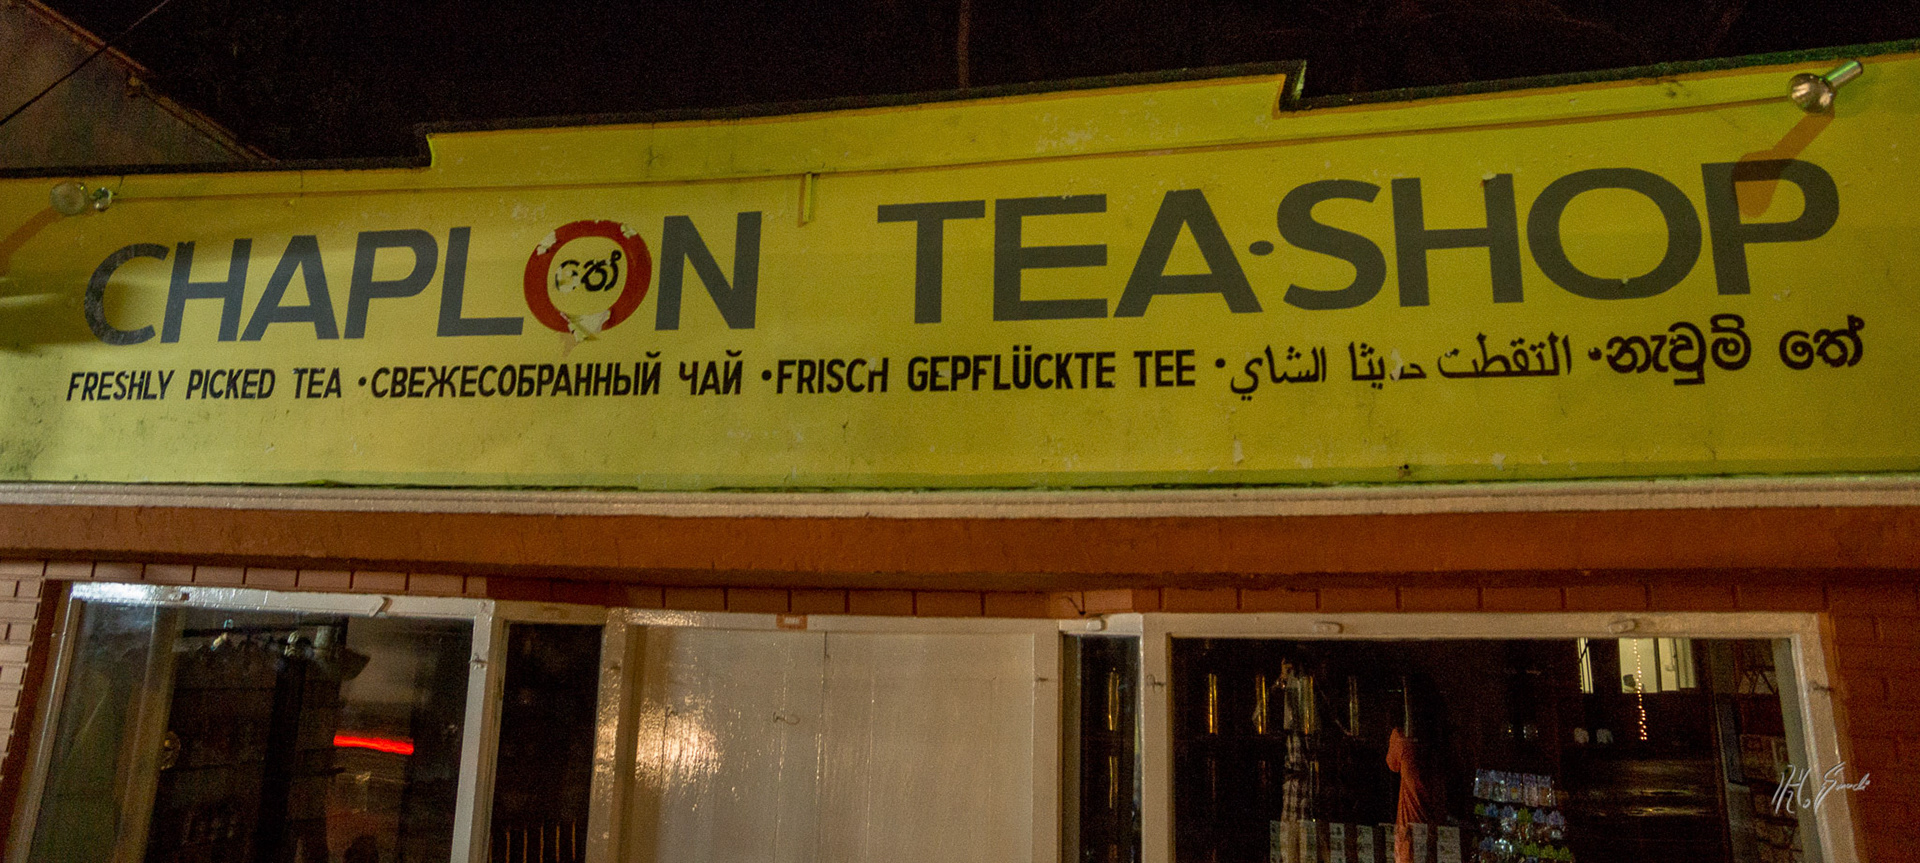 CHAPLON TEA·SHOP
තේ
FRESHLY PICKED TEA •СВЕЖЕСОБРАННЫЙ ЧАЙ •FRISCH GEPFLÜCKTE TEE •التقطت حديثا الشاي •නැවුම් තේ